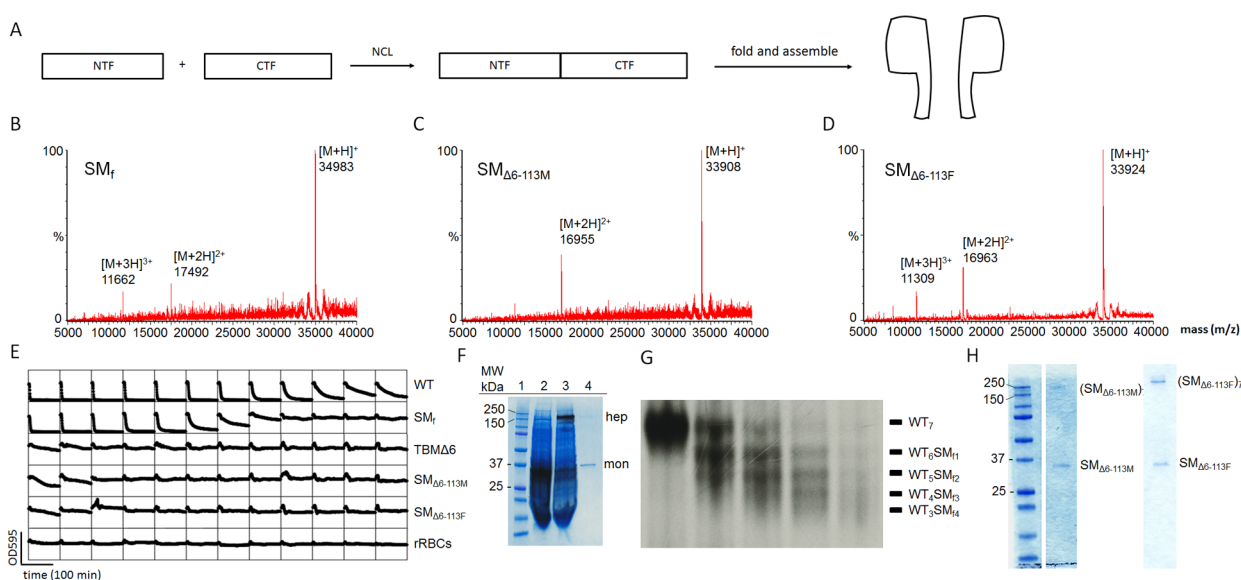 A
NTF
+
CTF
NCL
NTF
CTF
fold and assemble
B
C
D
100
SMf
[M+H]+
34983
%
[M+3H]3+
11662
[M+2H]2+
17492
0
5000 10000 15000 20000 25000 30000 35000 40000
100
SMΔ6-113M
[M+H]+
33908
%
[M+2H]2+
16955
0
5000 10000 15000 20000 25000 30000 35000 40000
100
SMΔ6-113F
[M+H]+
33924
%
[M+3H]3+
11309
[M+2H]2+
16963
0
5000 10000 15000 20000 25000 30000 35000 40000
mass (m/z)
E
WT
SMf
TBMΔ6
SMΔ6-113M
SMΔ6-113F
rRBCs
OD595
time (100 min)
F
MW
kDa
1 2 3 4
250
150
37
25
hep
mon
G
WT7
WT6SMf1
WT5SMf2
WT4SMf3
WT3SMf4
H
250
150
37
25
(SMΔ6-113M)
SMΔ6-113M
(SMΔ6-113F)7
SMΔ6-113F